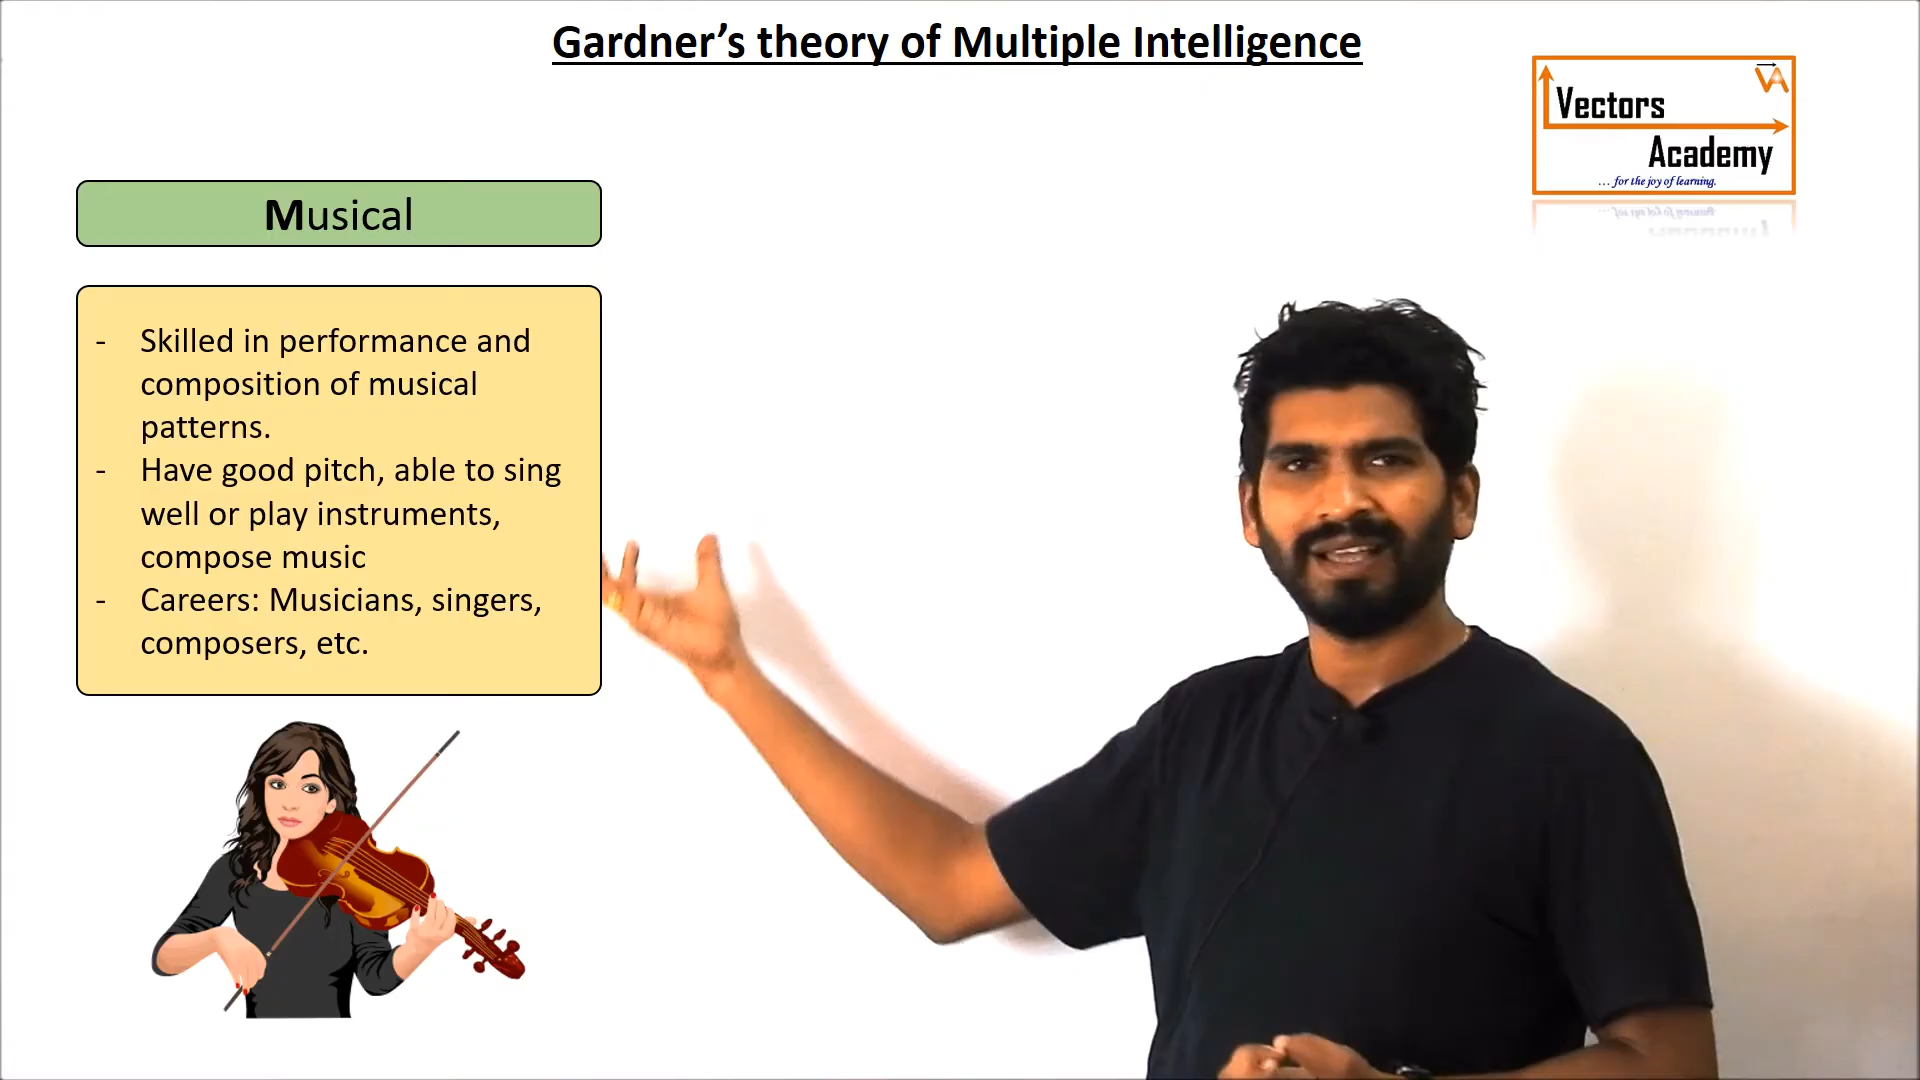 Gardner’s theory of Multiple Intelligence
VA
Vectors
Academy
... for the joy of learning.
Musical
- Skilled in performance and
composition of musical
patterns.
- Have good pitch, able to sing
well or play instruments,
compose music
- Careers: Musicians, singers,
composers, etc.